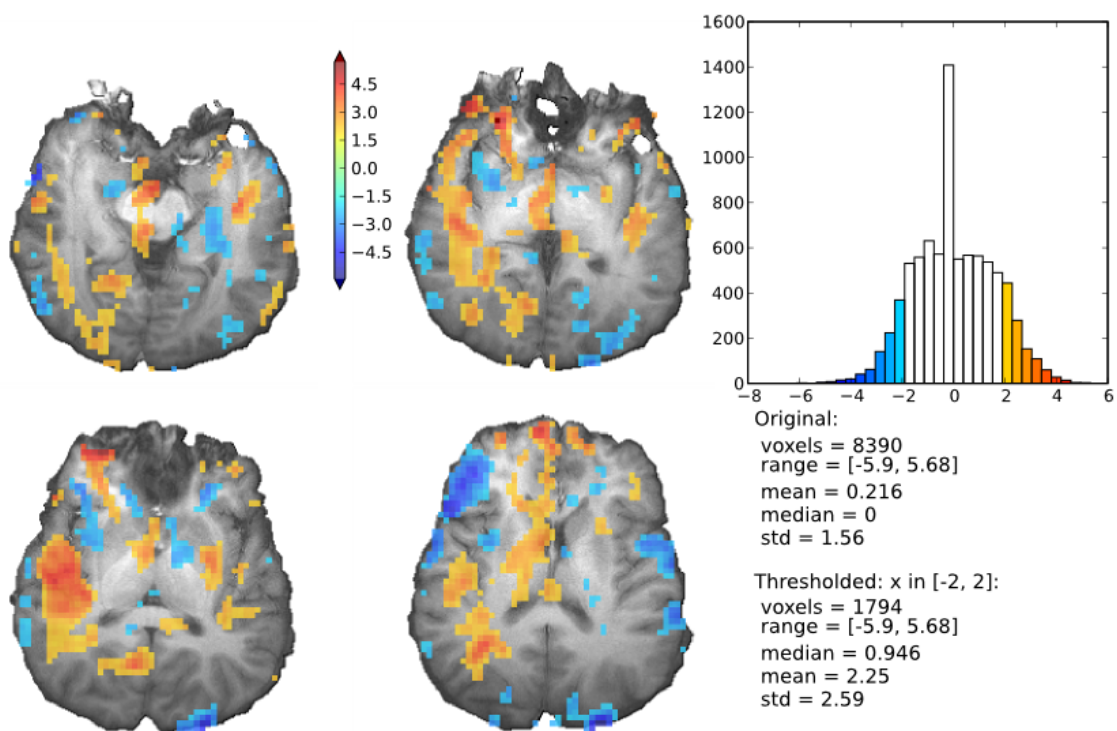 4.5
3.0
1.5
0.0
−1.5
−3.0
−4.5
1600
1400
1200
1000
800
600
400
200
0
−8 −6 −4 −2 0 2 4 6
Original:
voxels = 8390
range = [-5.9, 5.68]
mean = 0.216
median = 0
std = 1.56
Thresholded: x in [-2, 2]:
voxels = 1794
range = [-5.9, 5.68]
median = 0.946
mean = 2.25
std = 2.59